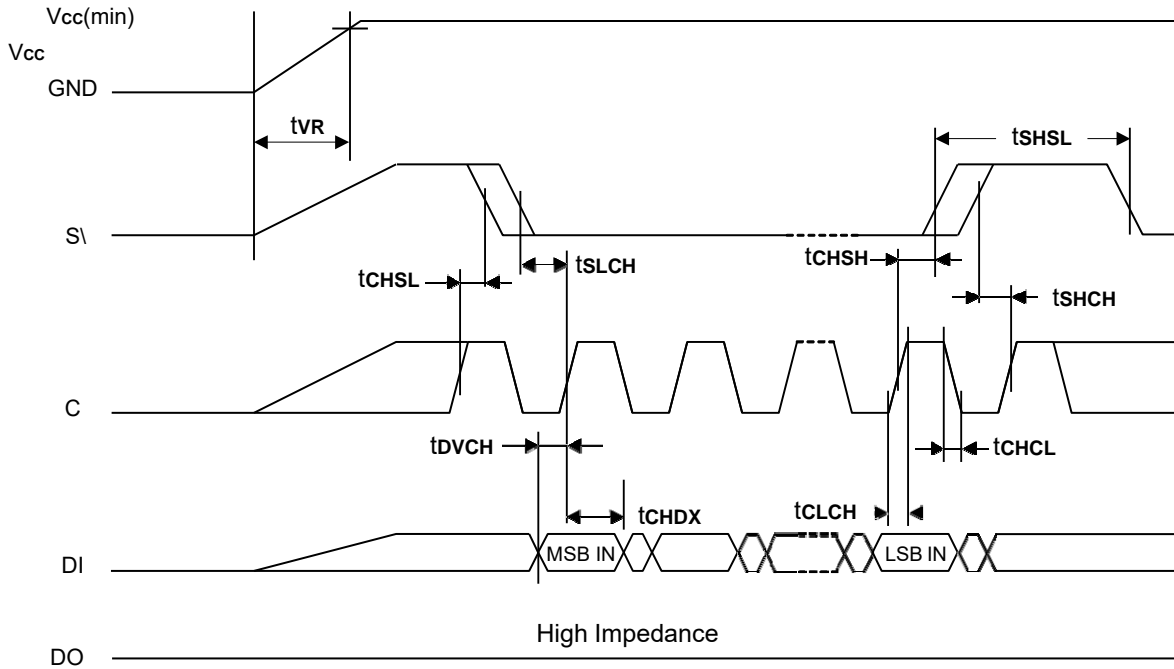 Vcc(min)
Vcc
GND
tVR
tSHSL
S\
tCHSL
tSLCH
tCHSH
tSHCH
C
tDVCH
tCHCL
tCHDX
tCLCH
DI
MSB IN
LSB IN
High Impedance
DO